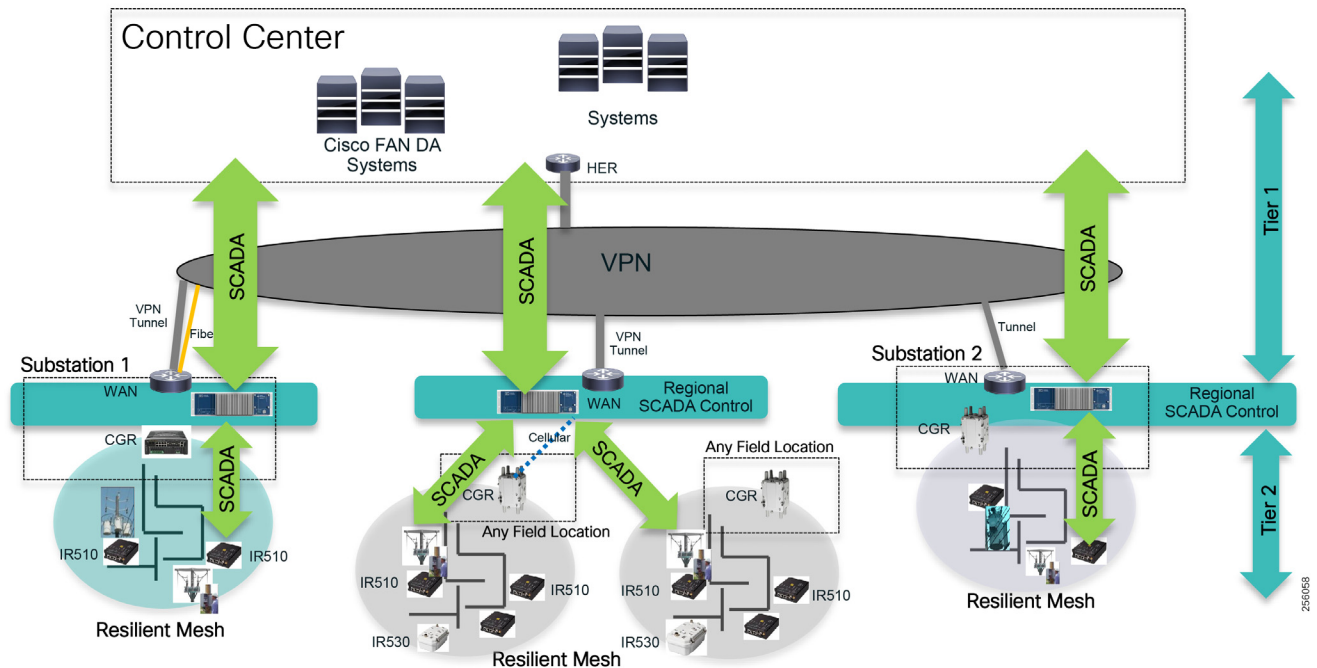 Control Center
Systems
Cisco FAN DA
Systems
HER
SCADA
SCADA
SCADA
Tier 1
VPN
VPN
Tunnel
Fibe
VPN
Tunnel
Tunnel
Substation 1
WAN
Regional
SCADA Control
WAN
Substation 2
WAN
Regional
SCADA Control
CGR
SCADA
IR510
IR510
Resilient Mesh
Cellular
SCADA
SCADA
CGR
Any Field Location
Any Field Location
CGR
IR510
IR510
IR530
IR510
IR510
IR530
Resilient Mesh
CGR
SCADA
Resilient Mesh
Tier 2
256058